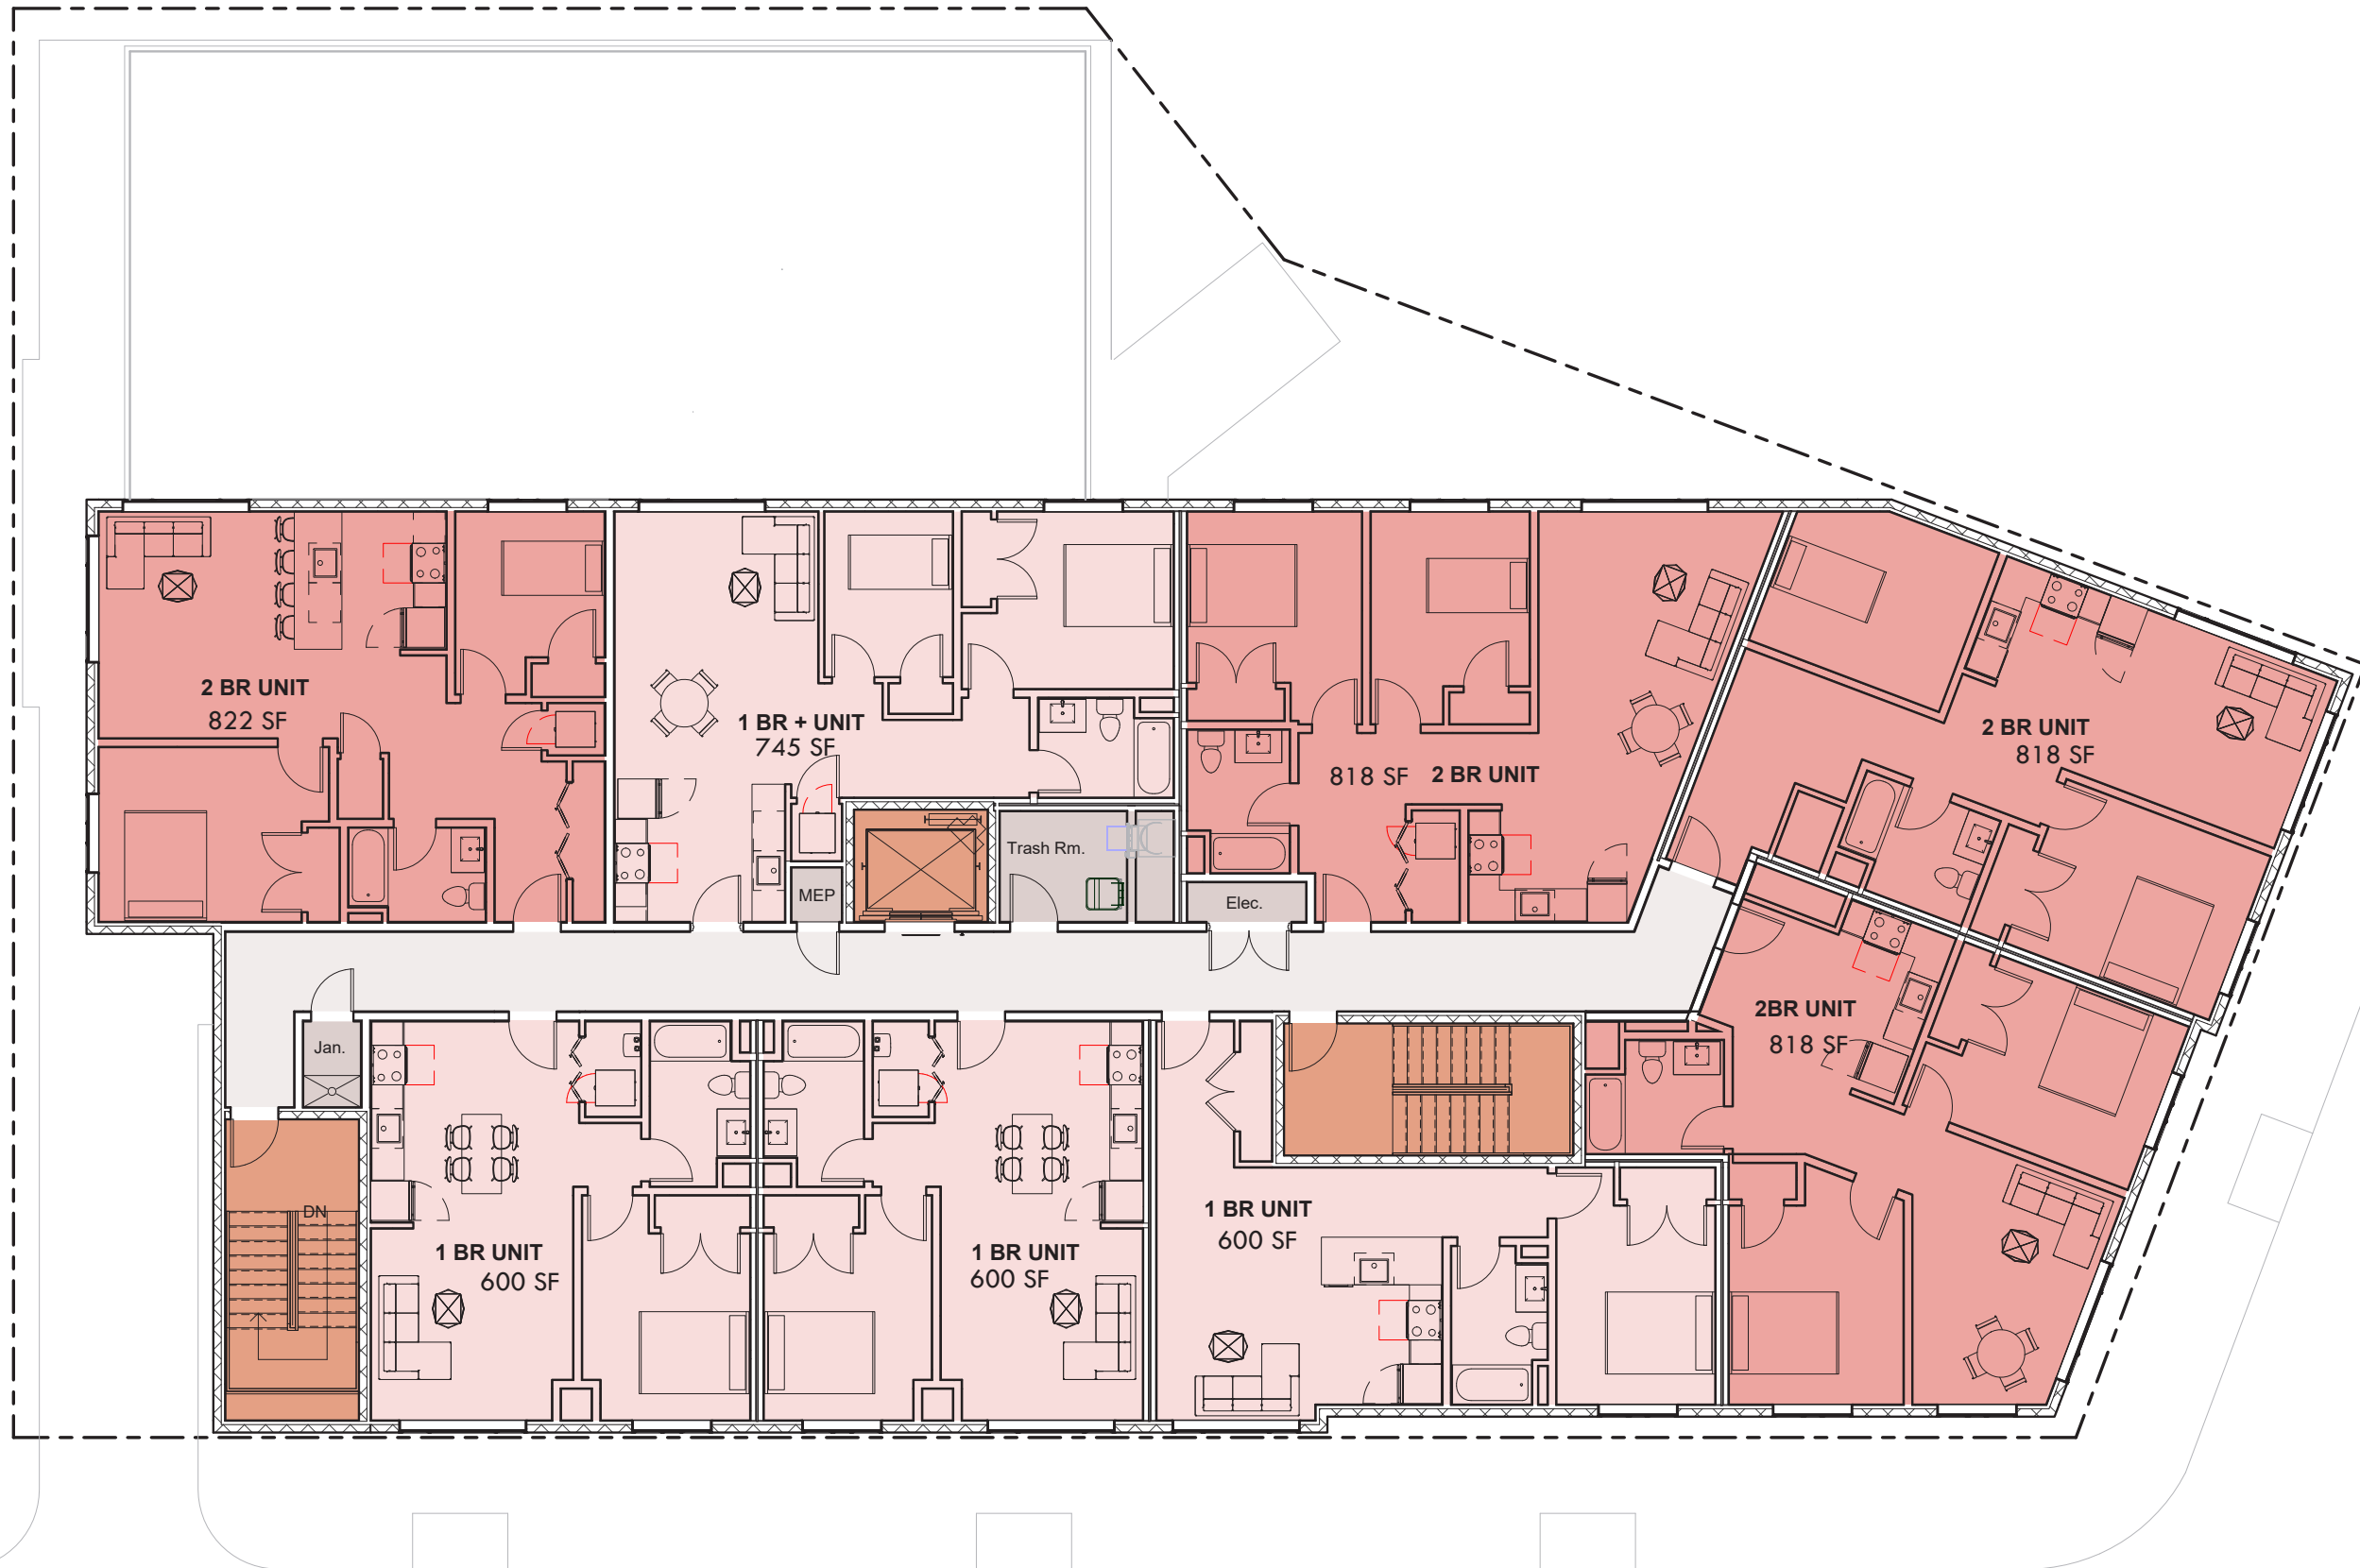 2 BR UNIT
822 SF
1 BR + UNIT
745 SF
818 SF 2 BR UNIT
2 BR UNIT
818 SF
Trash Rm.
MEP
Elec.
2BR UNIT
818 SF
Jan.
DN
1 BR UNIT
600 SF
1 BR UNIT
600 SF
1 BR UNIT
600 SF